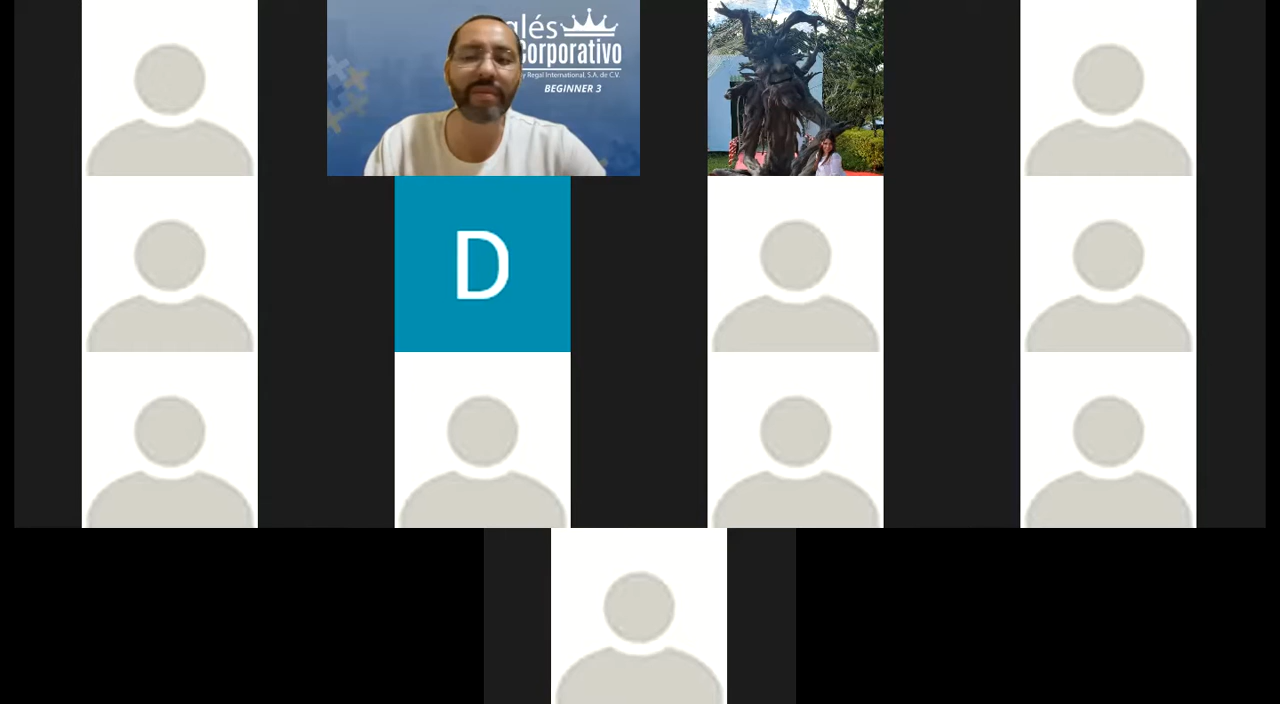 glés
Corporativo
y Regal International, S.A. de C.V.
BEGINNER 3
D